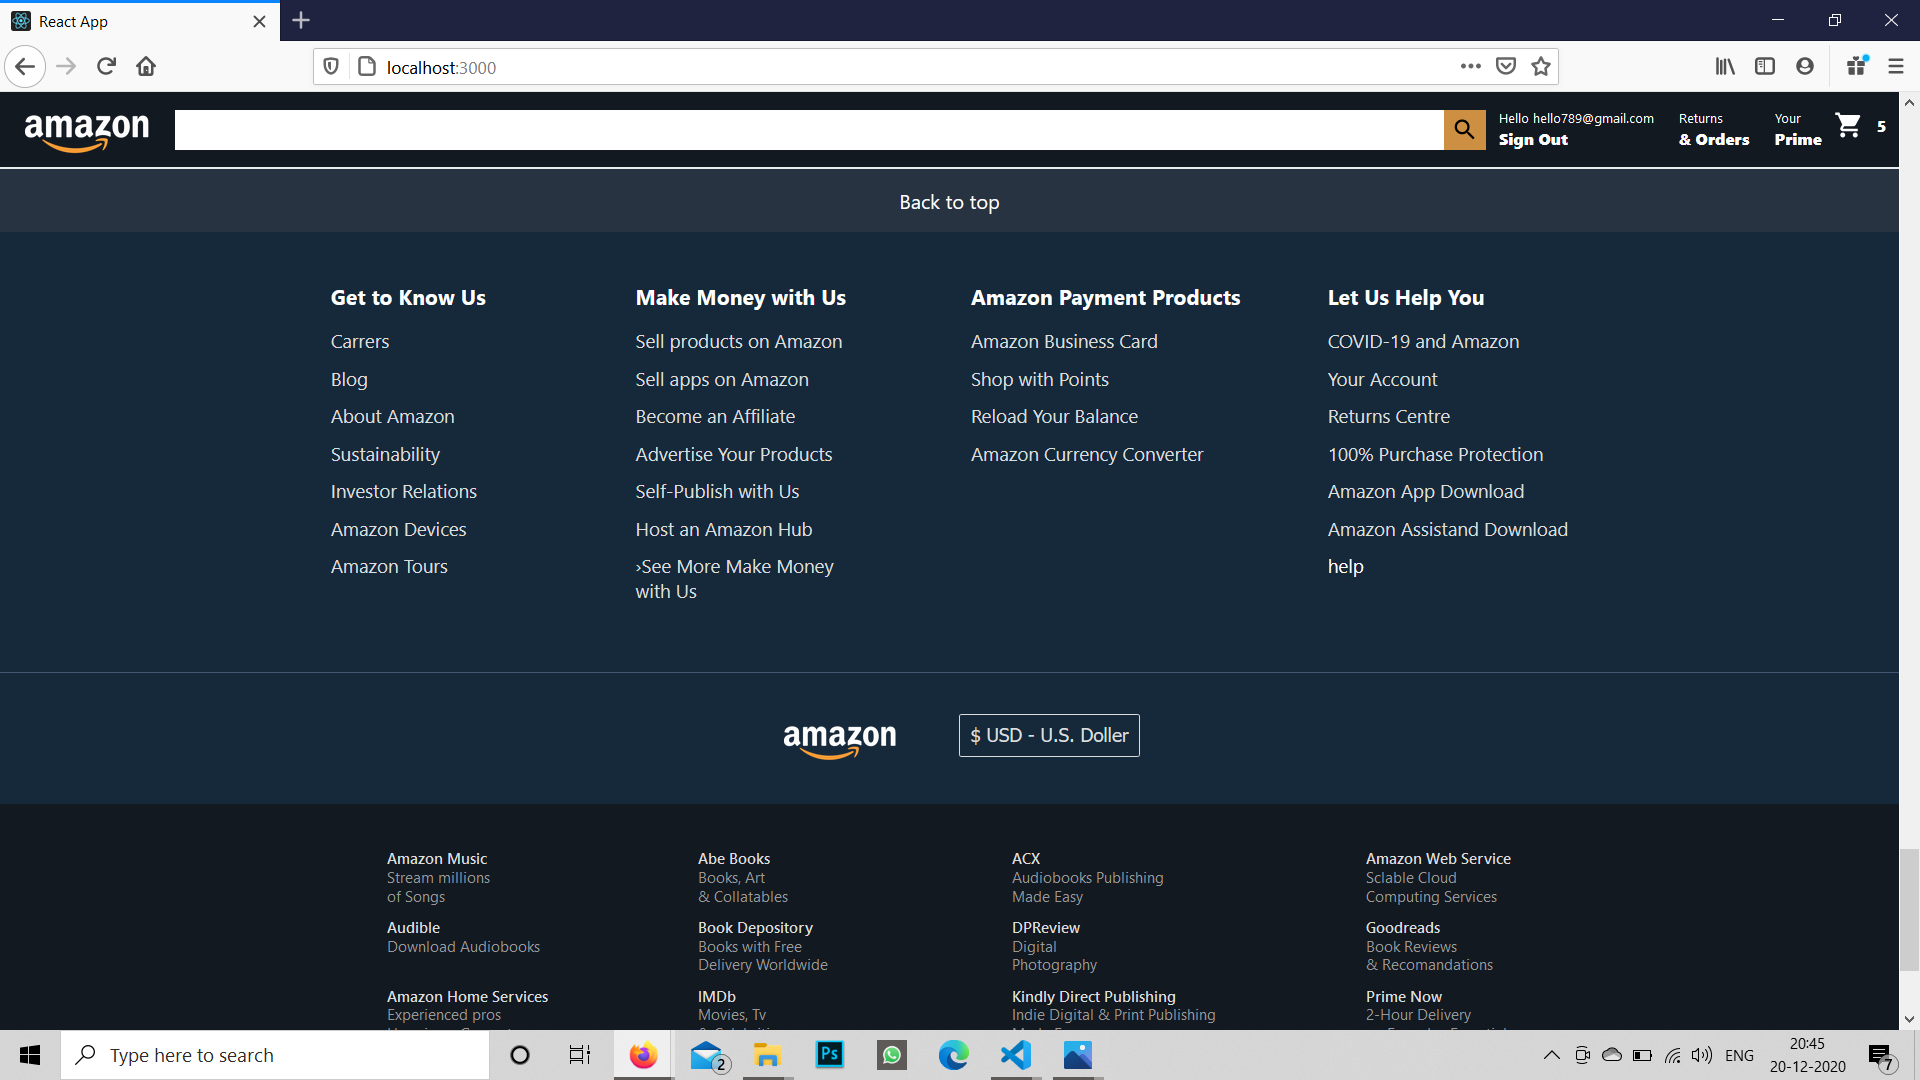 React App
localhost:3000
amazon
Hello hello789@gmail.com
Sign Out
Returns
& Orders
Your
Prime
5
Back to top
Get to Know Us
Carrers
Blog
About Amazon
Sustainability
Investor Relations
Amazon Devices
Amazon Tours
Make Money with Us
Sell products on Amazon
Sell apps on Amazon
Become an Affiliate
Advertise Your Products
Self-Publish with Us
Host an Amazon Hub
›See More Make Money
with Us
Amazon Payment Products
Amazon Business Card
Shop with Points
Reload Your Balance
Amazon Currency Converter
Let Us Help You
COVID-19 and Amazon
Your Account
Returns Centre
100% Purchase Protection
Amazon App Download
Amazon Assistand Download
help
amazon
$ USD - U.S. Doller
Amazon Music
Stream millions
of Songs
Abe Books
Books, Art
& Collatables
ACX
Audiobooks Publishing
Made Easy
Amazon Web Service
Sclable Cloud
Computing Services
Audible
Download Audiobooks
Book Depository
Books with Free
Delivery Worldwide
DPReview
Digital
Photography
Goodreads
Book Reviews
& Recomandations
Amazon Home Services
Experienced pros
IMDb
Movies, Tv
Kindly Direct Publishing
Indie Digital & Print Publishing
Prime Now
2-Hour Delivery
Type here to search
2
Ps
ENG
20:45
20-12-2020
7